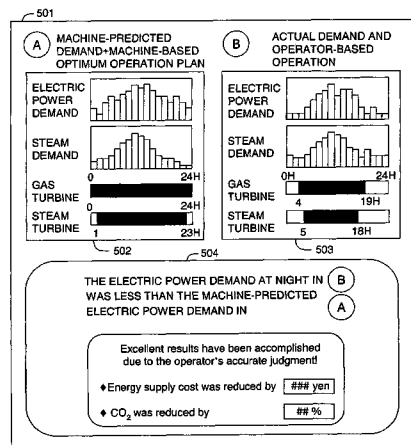 501
A
MACHINE-PREDICTED
DEMAND+MACHINE-BASED
OPTIMUM OPERATION PLAN
ELECTRIC
POWER
DEMAND
STEAM
DEMAND
0 24H
GAS
TURBINE
0 24H
STEAM
TURBINE
1 23H
502
B
ACTUAL DEMAND AND
OPERATOR-BASED
OPERATION
ELECTRIC
POWER
DEMAND
STEAM
DEMAND
0H 24H
GAS
TURBINE
4 19H
STEAM
TURBINE
5 18H
503
504
THE ELECTRIC POWER DEMAND AT NIGHT IN B
WAS LESS THAN THE MACHINE-PREDICTED
ELECTRIC POWER DEMAND IN A
Excellent results have been accomplished
due to the operator's accurate judgment!
♦Energy supply cost was reduced by ### yen
♦ CO₂ was reduced by ## %